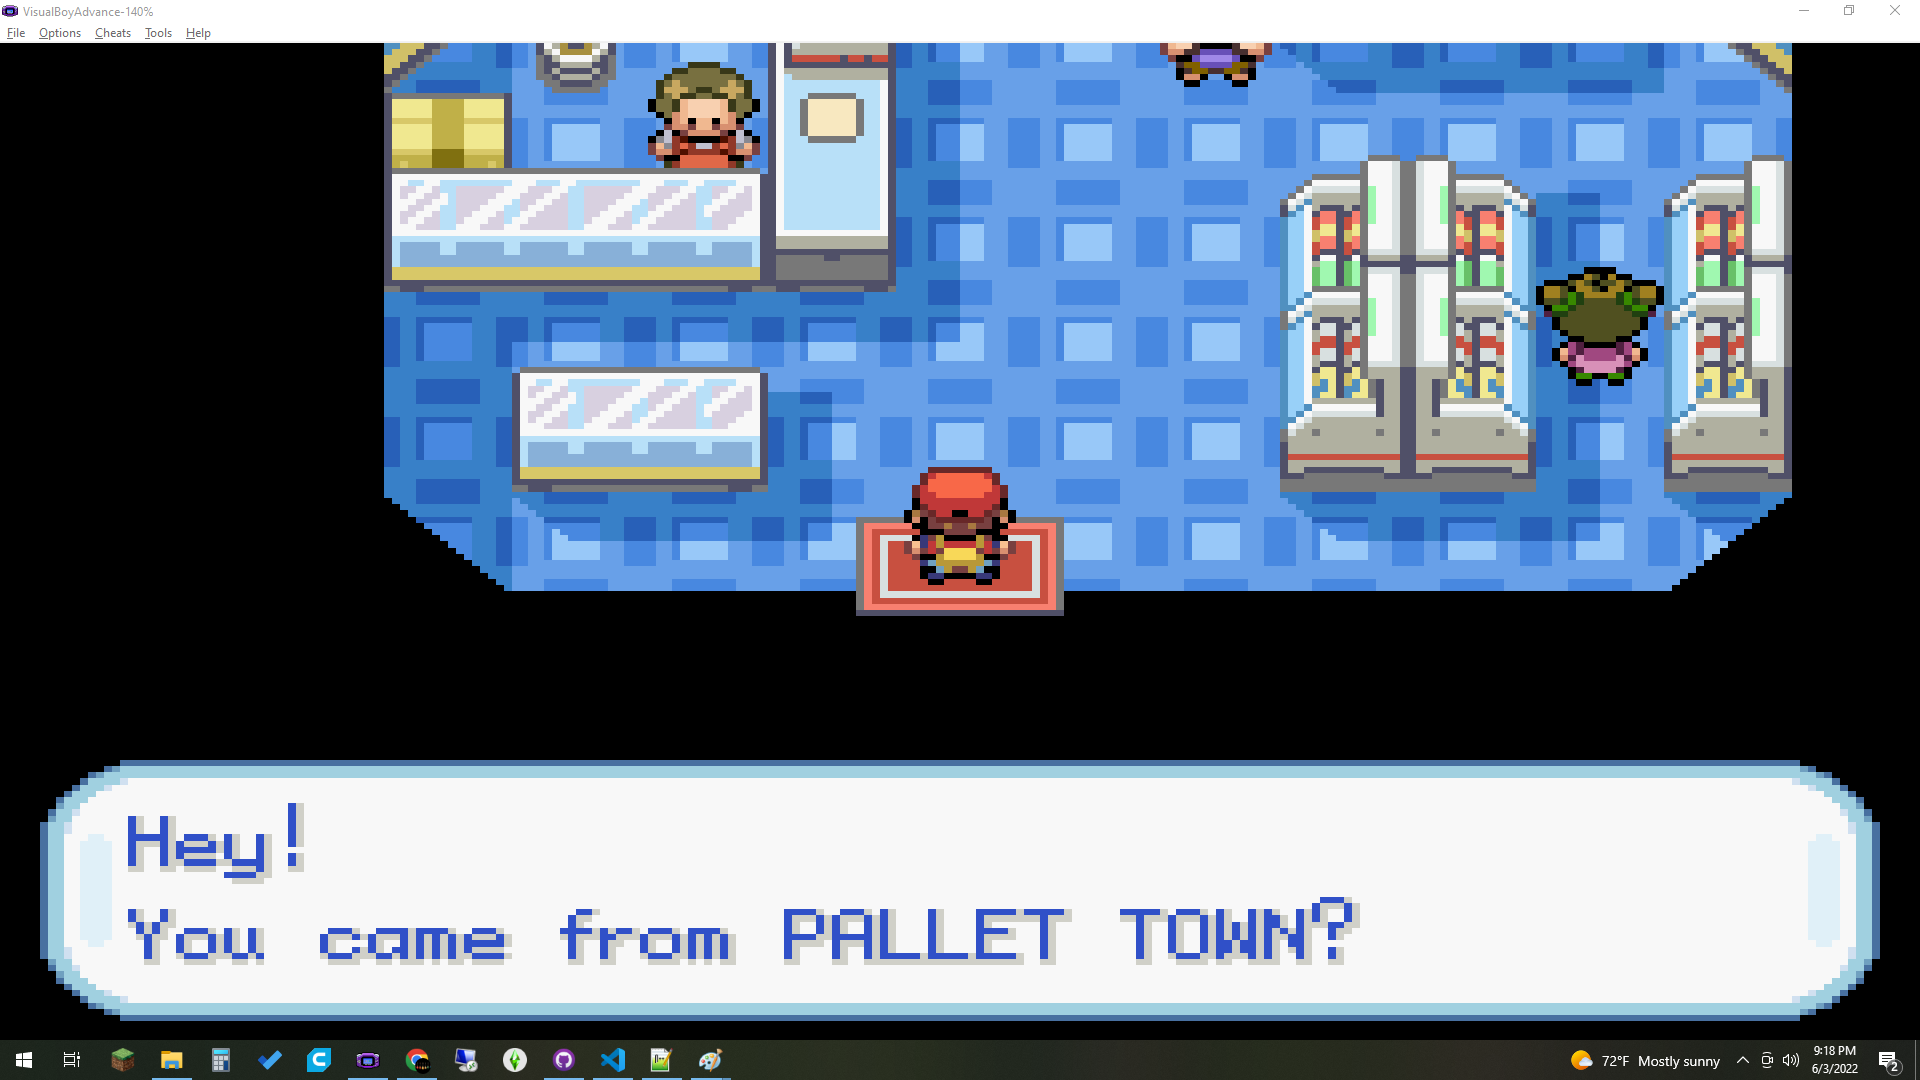 VisualBoyAdvance-140%
File Options Cheats Tools Help
Hey!
You came from PALLET TOWN?
72°F Mostly sunny
9:18 PM
6/3/2022
2